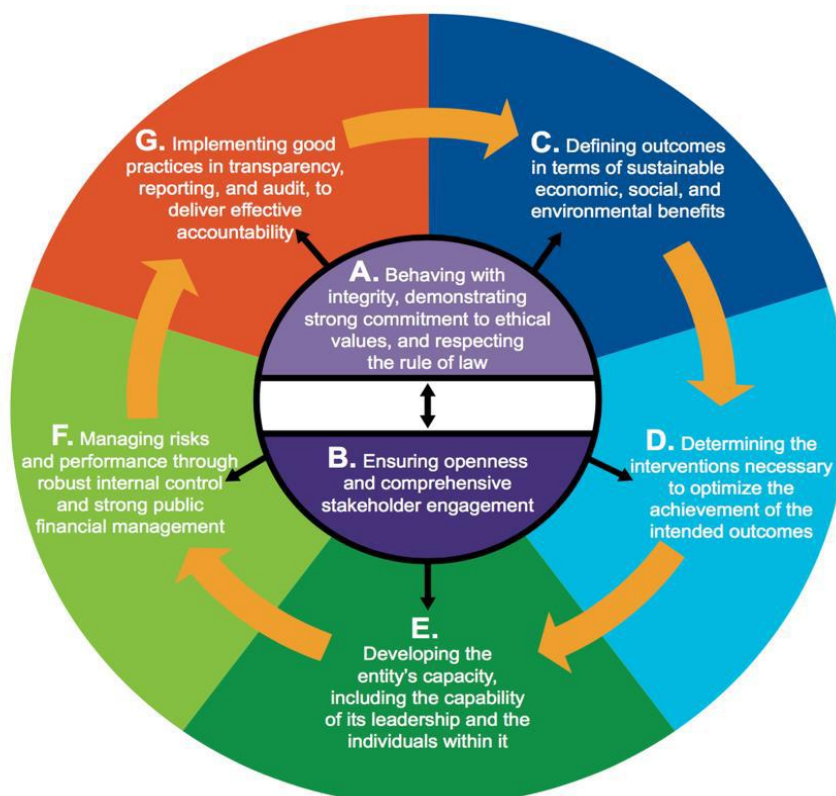 G. Implementing good
practices in transparency,
reporting, and audit, to
deliver effective
accountability
C. Defining outcomes
in terms of sustainable
economic, social, and
environmental benefits
A. Behaving with
integrity, demonstrating
strong commitment to ethical
values, and respecting
the rule of law
B. Ensuring openness
and comprehensive
stakeholder engagement
F. Managing risks
and performance through
robust internal control
and strong public
financial management
D. Determining the
interventions necessary
to optimize the
achievement of the
intended outcomes
E.
Developing the
entity's capacity,
including the capability
of its leadership and the
individuals within it